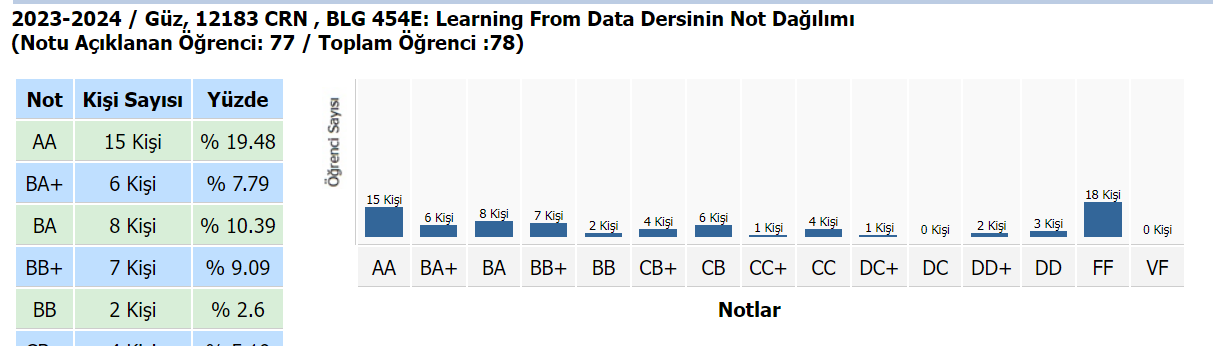 2023-2024 / Güz, 12183 CRN , BLG 454E: Learning From Data Dersinin Not Dağılımı
(Notu Açıklanan Öğrenci: 77 / Toplam Öğrenci :78)
Not Kişi Sayısı Yüzde
AA 15 Kişi % 19.48
BA+ 6 Kişi % 7.79
BA 8 Kişi % 10.39
BB+ 7 Kişi % 9.09
BB 2 Kişi % 2.6
Öğrenci Sayısı
15 Kişi 6 Kişi 8 Kişi 7 Kişi 2 Kişi 4 Kişi 6 Kişi 1 Kişi 4 Kişi 1 Kişi 0 Kişi 2 Kişi 3 Kişi 18 Kişi 0 Kişi
AA BA+ BA BB+ BB CB+ CB CC+ CC DC+ DC DD+ DD FF VF
Notlar